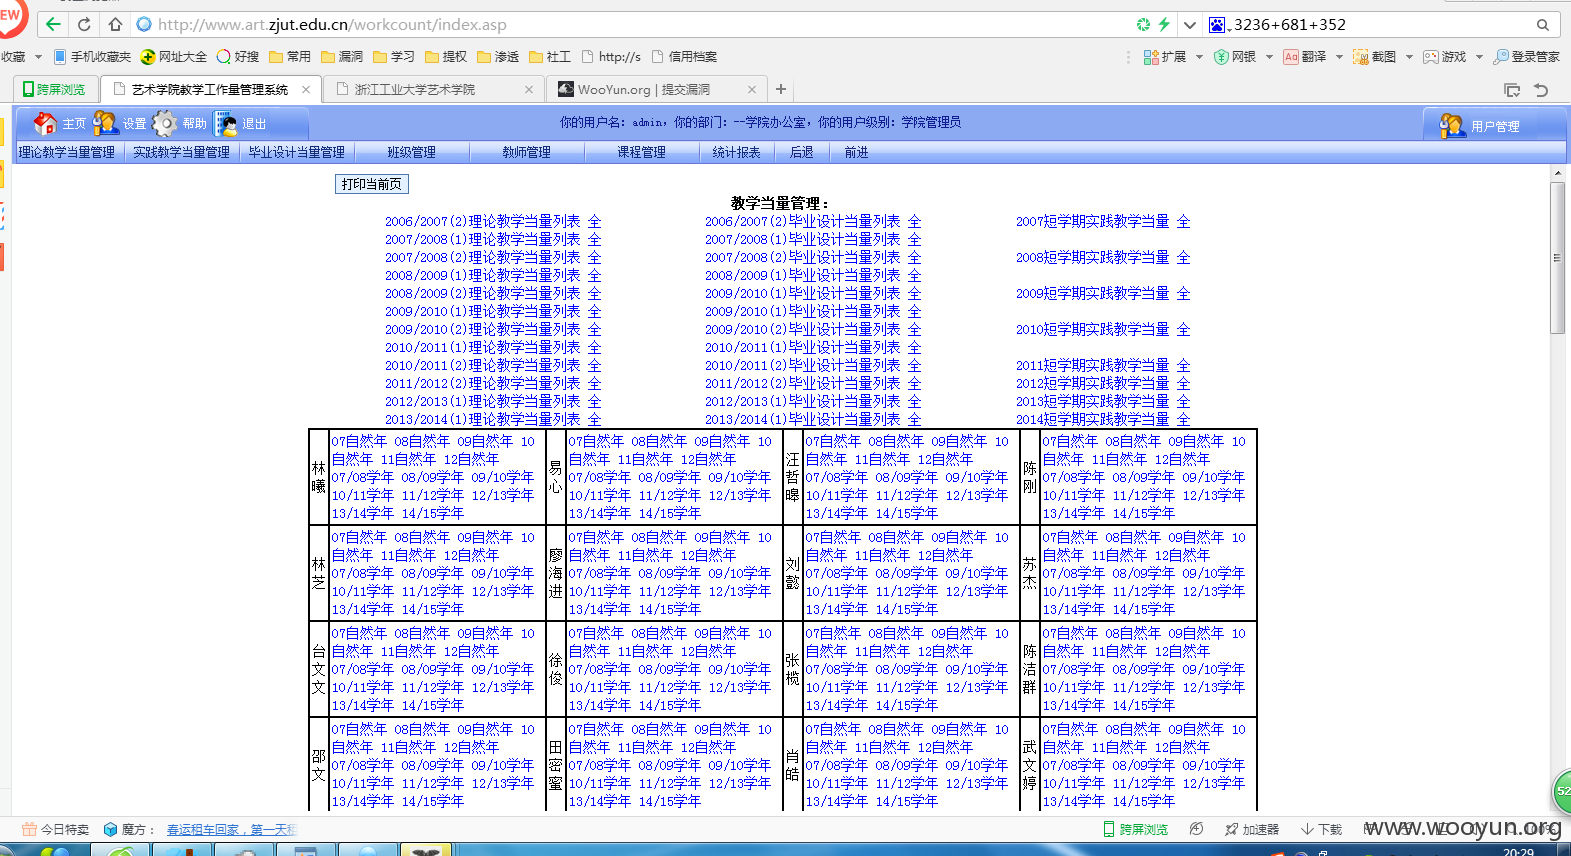 EW
http://www.art.zjut.edu.cn/workcount/index.asp
3236+681+352
收藏 手机收藏夹 网址大全 好搜 常用 漏洞 学习 提权 渗透 社工 http://s 信用档案 扩展 网银 Aa 翻译 截图 游戏 登录管家
跨屏浏览 艺术学院教学工作量管理系统 浙江工业大学艺术学院 WooYun.org | 提交漏洞
主页 设置 帮助 退出 你的用户名：admin，你的部门：--学院办公室，你的用户级别：学院管理员 用户管理
理论教学当量管理 实践教学当量管理 毕业设计当量管理 班级管理 教师管理 课程管理 统计报表 后退 前进
打印当前页
教学当量管理：
2006/2007(2)理论教学当量列表 全 2006/2007(2)毕业设计当量列表 全 2007短学期实践教学当量 全
2007/2008(1)理论教学当量列表 全 2007/2008(1)毕业设计当量列表 全
2007/2008(2)理论教学当量列表 全 2007/2008(2)毕业设计当量列表 全 2008短学期实践教学当量 全
2008/2009(1)理论教学当量列表 全 2008/2009(1)毕业设计当量列表 全
2008/2009(2)理论教学当量列表 全 2009/2010(1)毕业设计当量列表 全 2009短学期实践教学当量 全
2009/2010(1)理论教学当量列表 全 2009/2010(1)毕业设计当量列表 全
2009/2010(2)理论教学当量列表 全 2009/2010(2)毕业设计当量列表 全 2010短学期实践教学当量 全
2010/2011(1)理论教学当量列表 全 2010/2011(1)毕业设计当量列表 全
2010/2011(2)理论教学当量列表 全 2010/2011(2)毕业设计当量列表 全 2011短学期实践教学当量 全
2011/2012(2)理论教学当量列表 全 2011/2012(2)毕业设计当量列表 全 2012短学期实践教学当量 全
2012/2013(1)理论教学当量列表 全 2012/2013(1)毕业设计当量列表 全 2013短学期实践教学当量 全
2013/2014(1)理论教学当量列表 全 2013/2014(1)毕业设计当量列表 全 2014短学期实践教学当量 全
林曦
07自然年 08自然年 09自然年 10
自然年 11自然年 12自然年
07/08学年 08/09学年 09/10学年
10/11学年 11/12学年 12/13学年
13/14学年 14/15学年
易心
07自然年 08自然年 09自然年 10
自然年 11自然年 12自然年
07/08学年 08/09学年 09/10学年
10/11学年 11/12学年 12/13学年
13/14学年 14/15学年
汪哲皞
07自然年 08自然年 09自然年 10
自然年 11自然年 12自然年
07/08学年 08/09学年 09/10学年
10/11学年 11/12学年 12/13学年
13/14学年 14/15学年
陈刚
07自然年 08自然年 09自然年 10
自然年 11自然年 12自然年
07/08学年 08/09学年 09/10学年
10/11学年 11/12学年 12/13学年
13/14学年 14/15学年
林芝
07自然年 08自然年 09自然年 10
自然年 11自然年 12自然年
07/08学年 08/09学年 09/10学年
10/11学年 11/12学年 12/13学年
13/14学年 14/15学年
廖海进
07自然年 08自然年 09自然年 10
自然年 11自然年 12自然年
07/08学年 08/09学年 09/10学年
10/11学年 11/12学年 12/13学年
13/14学年 14/15学年
刘懿
07自然年 08自然年 09自然年 10
自然年 11自然年 12自然年
07/08学年 08/09学年 09/10学年
10/11学年 11/12学年 12/13学年
13/14学年 14/15学年
苏杰
07自然年 08自然年 09自然年 10
自然年 11自然年 12自然年
07/08学年 08/09学年 09/10学年
10/11学年 11/12学年 12/13学年
13/14学年 14/15学年
台文文
07自然年 08自然年 09自然年 10
自然年 11自然年 12自然年
07/08学年 08/09学年 09/10学年
10/11学年 11/12学年 12/13学年
13/14学年 14/15学年
徐俊
07自然年 08自然年 09自然年 10
自然年 11自然年 12自然年
07/08学年 08/09学年 09/10学年
10/11学年 11/12学年 12/13学年
13/14学年 14/15学年
张榄
07自然年 08自然年 09自然年 10
自然年 11自然年 12自然年
07/08学年 08/09学年 09/10学年
10/11学年 11/12学年 12/13学年
13/14学年 14/15学年
陈洁群
07自然年 08自然年 09自然年 10
自然年 11自然年 12自然年
07/08学年 08/09学年 09/10学年
10/11学年 11/12学年 12/13学年
13/14学年 14/15学年
邵文
07自然年 08自然年 09自然年 10
自然年 11自然年 12自然年
07/08学年 08/09学年 09/10学年
10/11学年 11/12学年 12/13学年
13/14学年 14/15学年
田密蜜
07自然年 08自然年 09自然年 10
自然年 11自然年 12自然年
07/08学年 08/09学年 09/10学年
10/11学年 11/12学年 12/13学年
13/14学年 14/15学年
肖皓
07自然年 08自然年 09自然年 10
自然年 11自然年 12自然年
07/08学年 08/09学年 09/10学年
10/11学年 11/12学年 12/13学年
13/14学年 14/15学年
武文婷
07自然年 08自然年 09自然年 10
自然年 11自然年 12自然年
07/08学年 08/09学年 09/10学年
10/11学年 11/12学年 12/13学年
13/14学年 14/15学年
52
今日特卖 魔方： 春运租车回家，第一天租 跨屏浏览 加速器 下载
www.wooyun.org
20:29